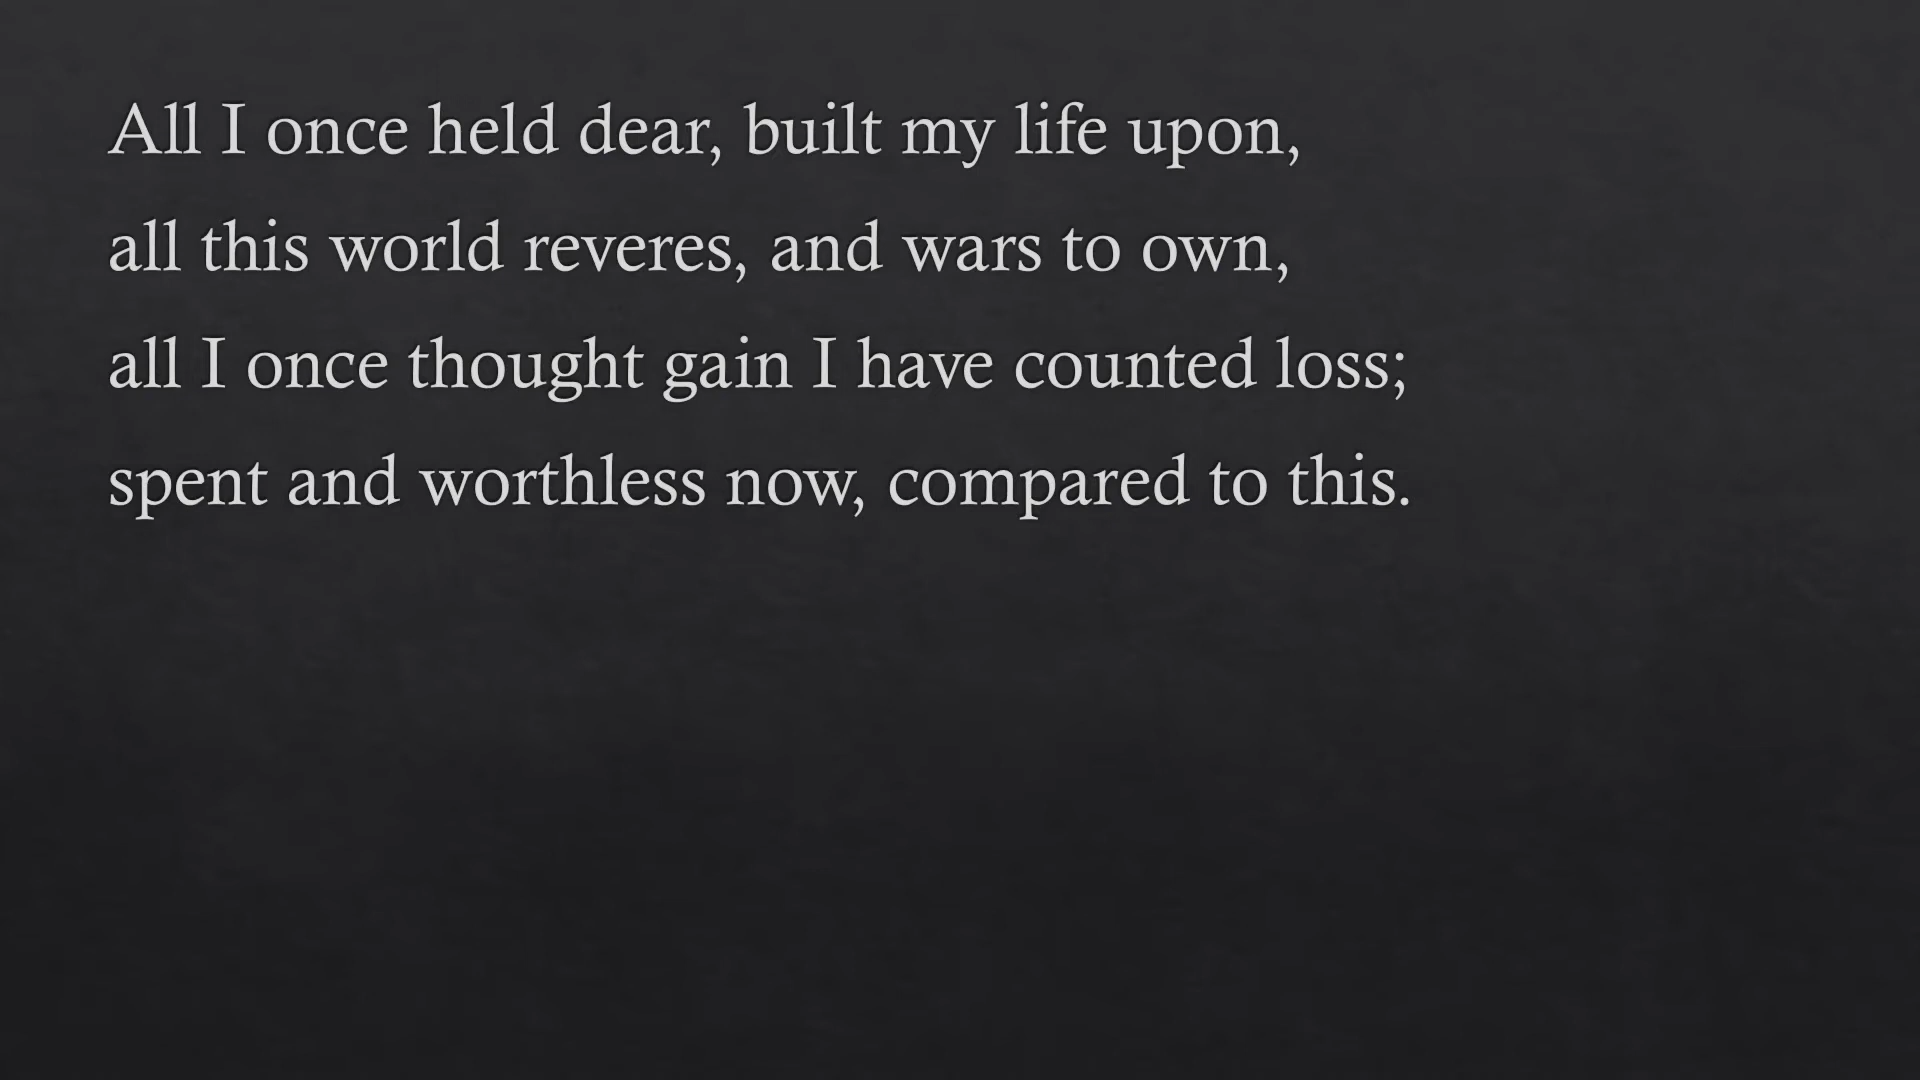 All I once held dear, built my life upon,
all this world reveres, and wars to own,
all I once thought gain I have counted loss;
spent and worthless now, compared to this.